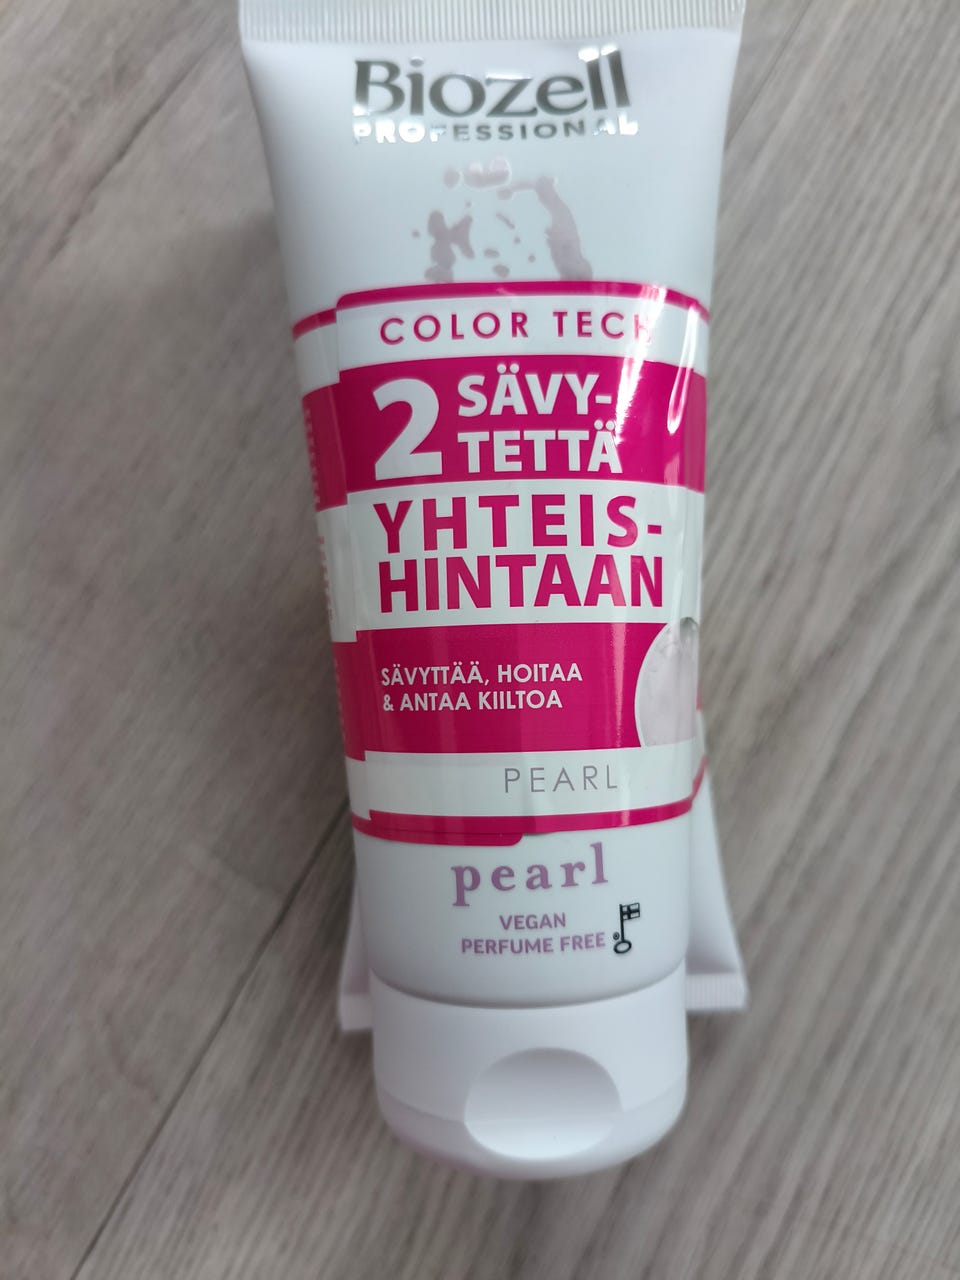 Biozell
PROFESSIONAL
COLOR TECH
2 SÄVY-
TETTÄ
YHTEIS-
HINTAAN
SÄVYTTÄÄ, HOITAA
& ANTAA KIILTOA
PEARL
pearl
VEGAN
PERFUME FREE